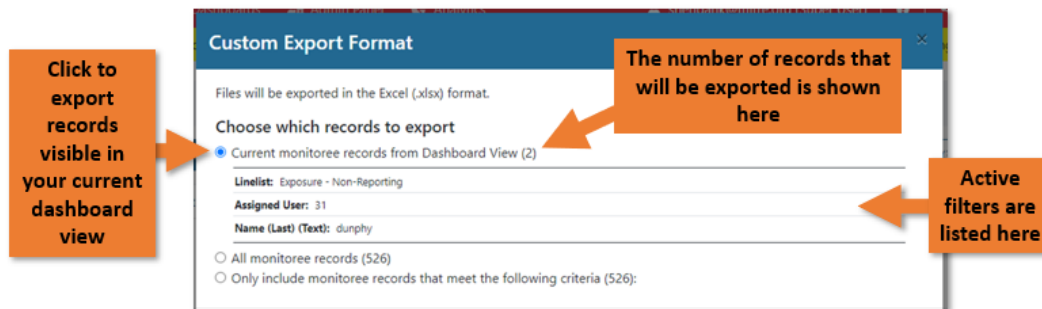 Custom Export Format
×
Click to
export
records
visible in
your current
dashboard
view
The number of records that
will be exported is shown
here
Files will be exported in the Excel (.xlsx) format.
Choose which records to export
Current monitoree records from Dashboard View (2)
Linelist: Exposure - Non-Reporting
Assigned User: 31
Name (Last) (Text): dunphy
Active
filters are
listed here
All monitoree records (526)
Only include monitoree records that meet the following criteria (526):